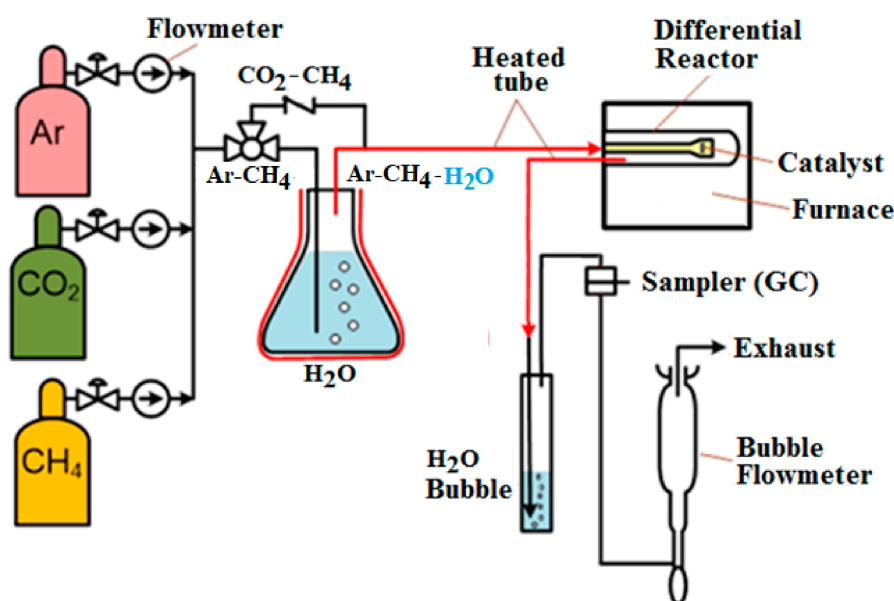 Flowmeter
Ar
CO₂
CH₄
CO₂-CH₄
Ar-CH₄
Ar-CH₄-H₂O
H₂O
Heated
tube
Differential
Reactor
Catalyst
Furnace
Sampler (GC)
Exhaust
H₂O
Bubble
Bubble
Flowmeter